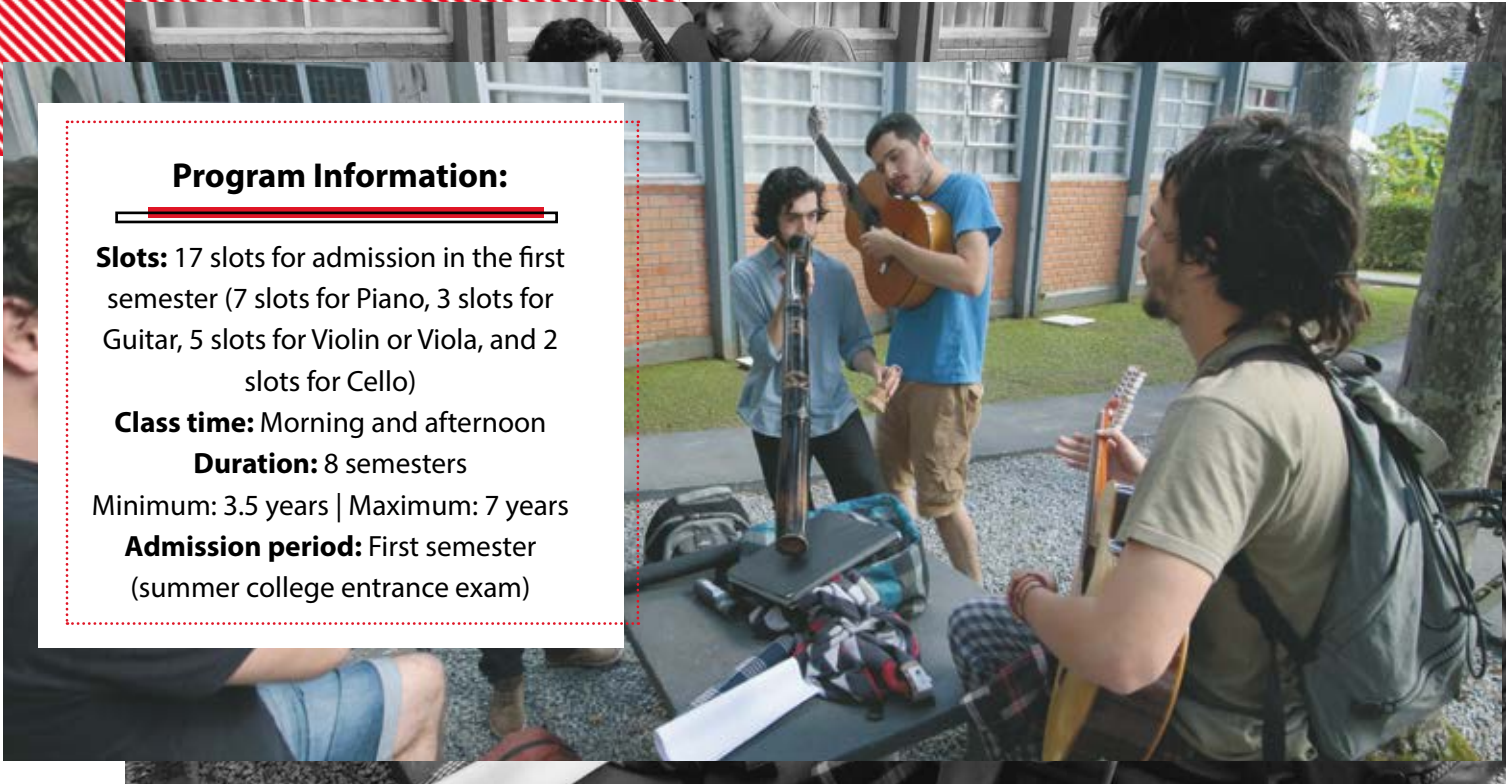 Program Information:
Slots: 17 slots for admission in the first
semester (7 slots for Piano, 3 slots for
Guitar, 5 slots for Violin or Viola, and 2
slots for Cello)
Class time: Morning and afternoon
Duration: 8 semesters
Minimum: 3.5 years | Maximum: 7 years
Admission period: First semester
(summer college entrance exam)